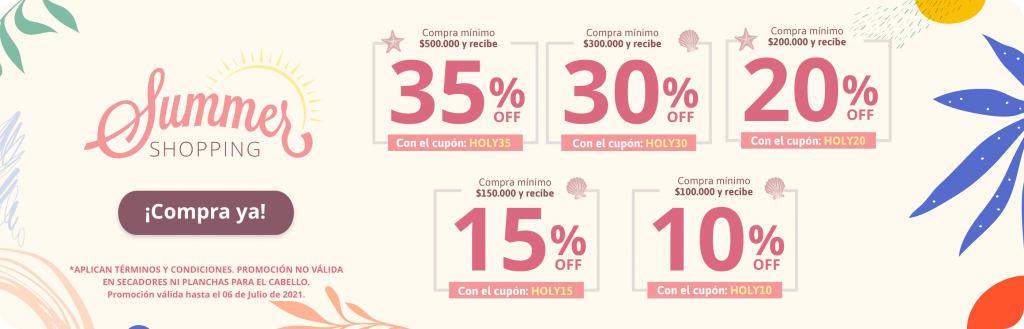 Summer
SHOPPING
¡Compra ya!
*APLICAN TÉRMINOS Y CONDICIONES. PROMOCIÓN NO VÁLIDA
EN SECADORES NI PLANCHAS PARA EL CABELLO.
Promoción válida hasta el 06 de Julio de 2021.
Compra mínimo
$500.000 y recibe
35%
OFF
Con el cupón: HOLY35
Compra mínimo
$300.000 y recibe
30%
OFF
Con el cupón: HOLY30
Compra mínimo
$200.000 y recibe
20%
OFF
Con el cupón: HOLY20
Compra mínimo
$150.000 y recibe
15%
OFF
Con el cupón: HOLY15
Compra mínimo
$100.000 y recibe
10%
OFF
Con el cupón: HOLY10